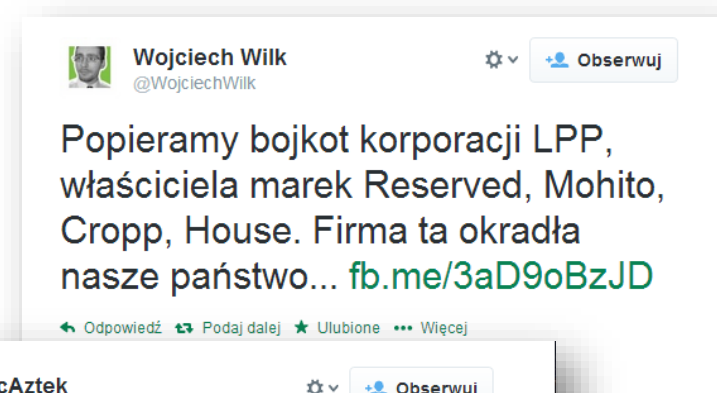 Wojciech Wilk
@WojciechWilk
Obserwuj
Popieramy bojkot korporacji LPP,
właściciela marek Reserved, Mohito,
Cropp, House. Firma ta okradła
nasze państwo... fb.me/3aD9oBzJD
Odpowiedź Podaj dalej Ulubione Więcej
cAztek
Obserwuj